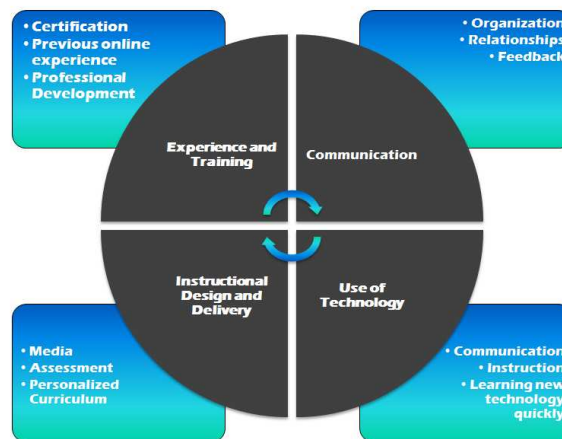 • Certification
• Previous online
experience
• Professional
Development
• Organization
• Relationships
• Feedback
Experience and
Training
Communication
Instructional
Design and
Delivery
Use of
Technology
• Media
• Assessment
• Personalized
Curriculum
• Communication
• Instruction
• Learning new
technology
quickly